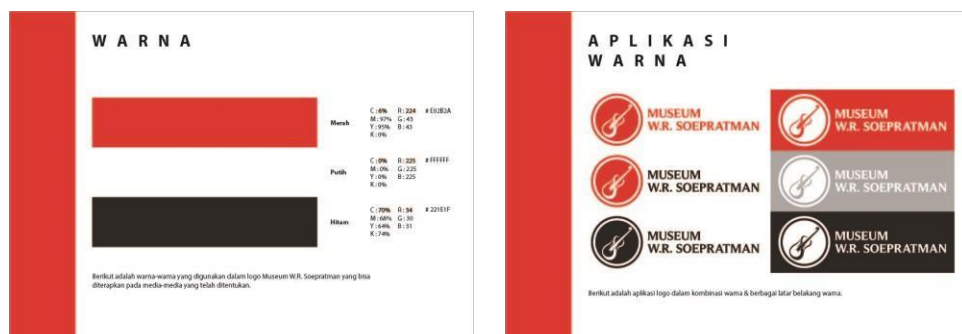 WARNA
Merah
C : 6% R : 224 # E02B2A
M : 97% G : 43
Y : 95% B : 43
K : 0%
Putih
C : 0% R : 225 # FFFFFF
M : 0% G : 225
Y : 0% B : 225
K : 0%
Hitam
C : 70% R : 34 # 221E1F
M : 68% G : 30
Y : 64% B : 31
K : 74%
Berikut adalah warna-warna yang digunakan dalam logo Museum W.R. Soepratman yang bisa
diterapkan pada media-media yang telah ditentukan.
APLIKASI
WARNA
MUSEUM
W.R. SOEPRATMAN
MUSEUM
W.R. SOEPRATMAN
MUSEUM
W.R. SOEPRATMAN
MUSEUM
W.R. SOEPRATMAN
MUSEUM
W.R. SOEPRATMAN
MUSEUM
W.R. SOEPRATMAN
Berikut adalah aplikasi logo dalam kombinasi warna & berbagai latar belakang warna.